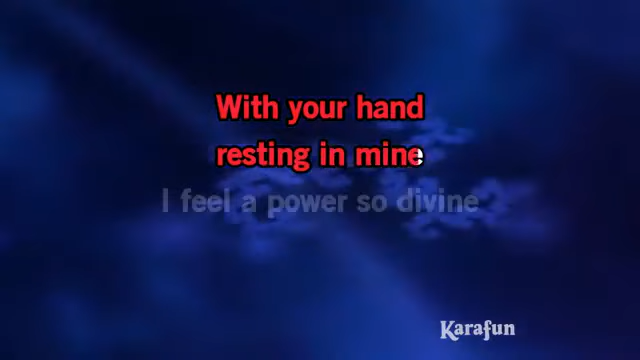 With your hand
resting in mine
I feel a power so divine
Karafun